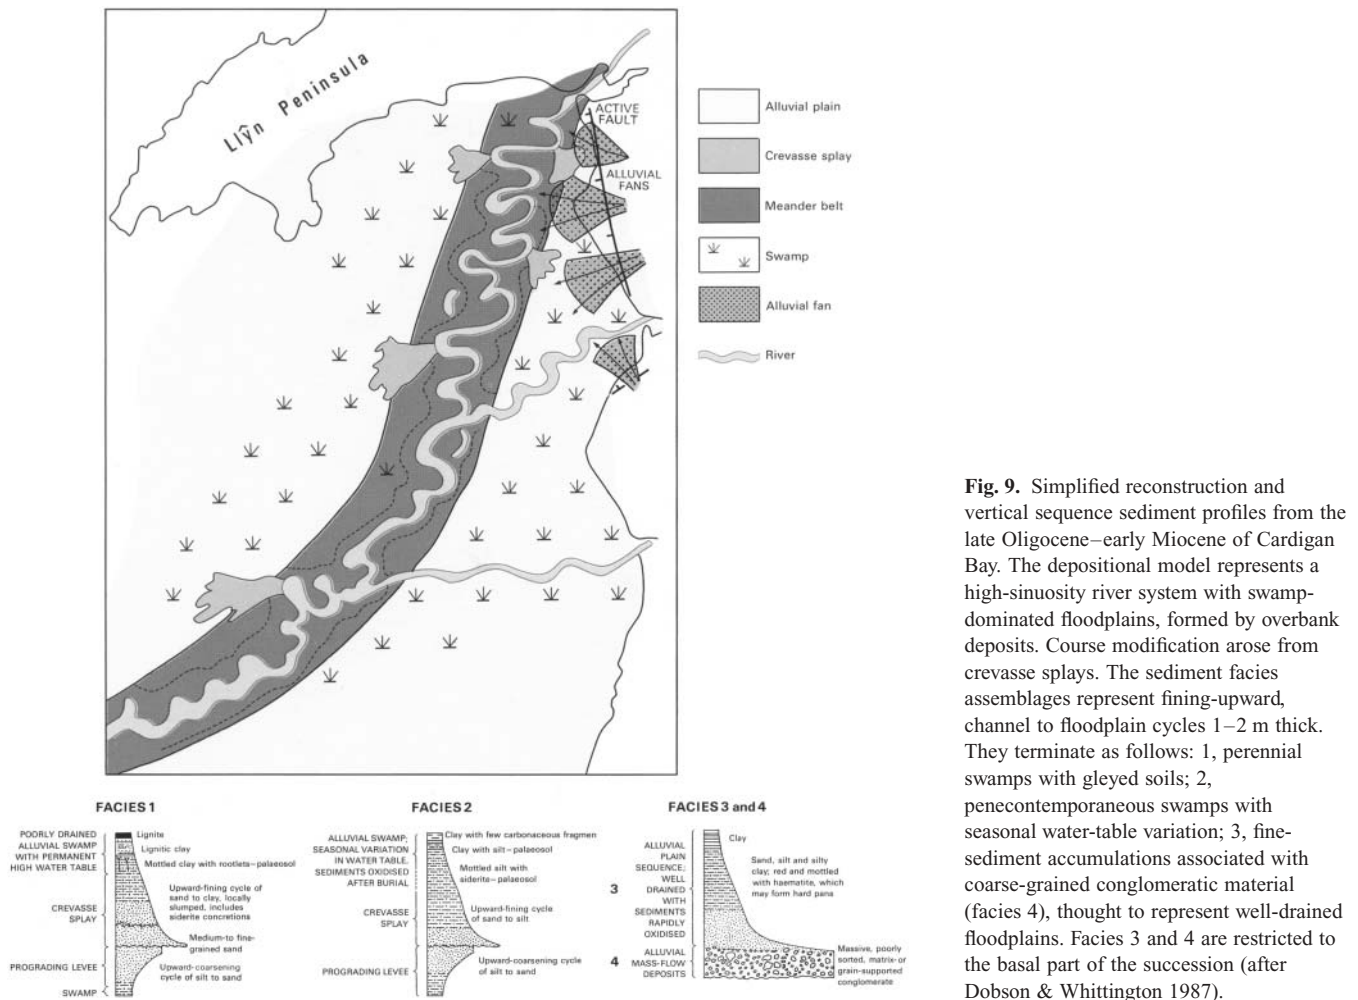 Llŷn Peninsula
ACTIVE
FAULT
ALLUVIAL
FANS
Alluvial plain
Crevasse splay
Meander belt
Swamp
Alluvial fan
River
Fig. 9. Simplified reconstruction and
vertical sequence sediment profiles from the
late Oligocene–early Miocene of Cardigan
Bay. The depositional model represents a
high-sinuosity river system with swamp-
dominated floodplains, formed by overbank
deposits. Course modification arose from
crevasse splays. The sediment facies
assemblages represent fining-upward,
channel to floodplain cycles 1–2 m thick.
They terminate as follows: 1, perennial
swamps with gleyed soils; 2,
penecontemporaneous swamps with
seasonal water-table variation; 3, fine-
sediment accumulations associated with
coarse-grained conglomeratic material
(facies 4), thought to represent well-drained
floodplains. Facies 3 and 4 are restricted to
the basal part of the succession (after
Dobson & Whittington 1987).
FACIES 1
POORLY DRAINED
ALLUVIAL SWAMP
WITH PERMANENT
HIGH WATER TABLE
CREVASSE
SPLAY
PROGRADING LEVEE
SWAMP
Lignite
Lignitic clay
Mottled clay with rootlets–palaeosol
Upward-fining cycle of
sand to clay, locally
slumped, includes
siderite concretions
Medium-to fine-
grained sand
Upward-coarsening
cycle of silt to sand
FACIES 2
ALLUVIAL SWAMP;
SEASONAL VARIATION
IN WATER TABLE.
SEDIMENTS OXIDISED
AFTER BURIAL
CREVASSE
SPLAY
PROGRADING LEVEE
Clay with few carbonaceous fragmen
Clay with silt–palaeosol
Mottled silt with
siderite–palaeosol
Upward-fining cycle
of sand to silt
Upward-coarsening cycle
of silt to sand
FACIES 3 and 4
3
ALLUVIAL
PLAIN
SEQUENCE;
WELL
DRAINED
WITH
SEDIMENTS
RAPIDLY
OXIDISED
4
ALLUVIAL
MASS-FLOW
DEPOSITS
Clay
Sand, silt and silty
clay; red and mottled
with haematite, which
may form hard pans
Massive, poorly
sorted, matrix-or
grain-supported
conglomerate